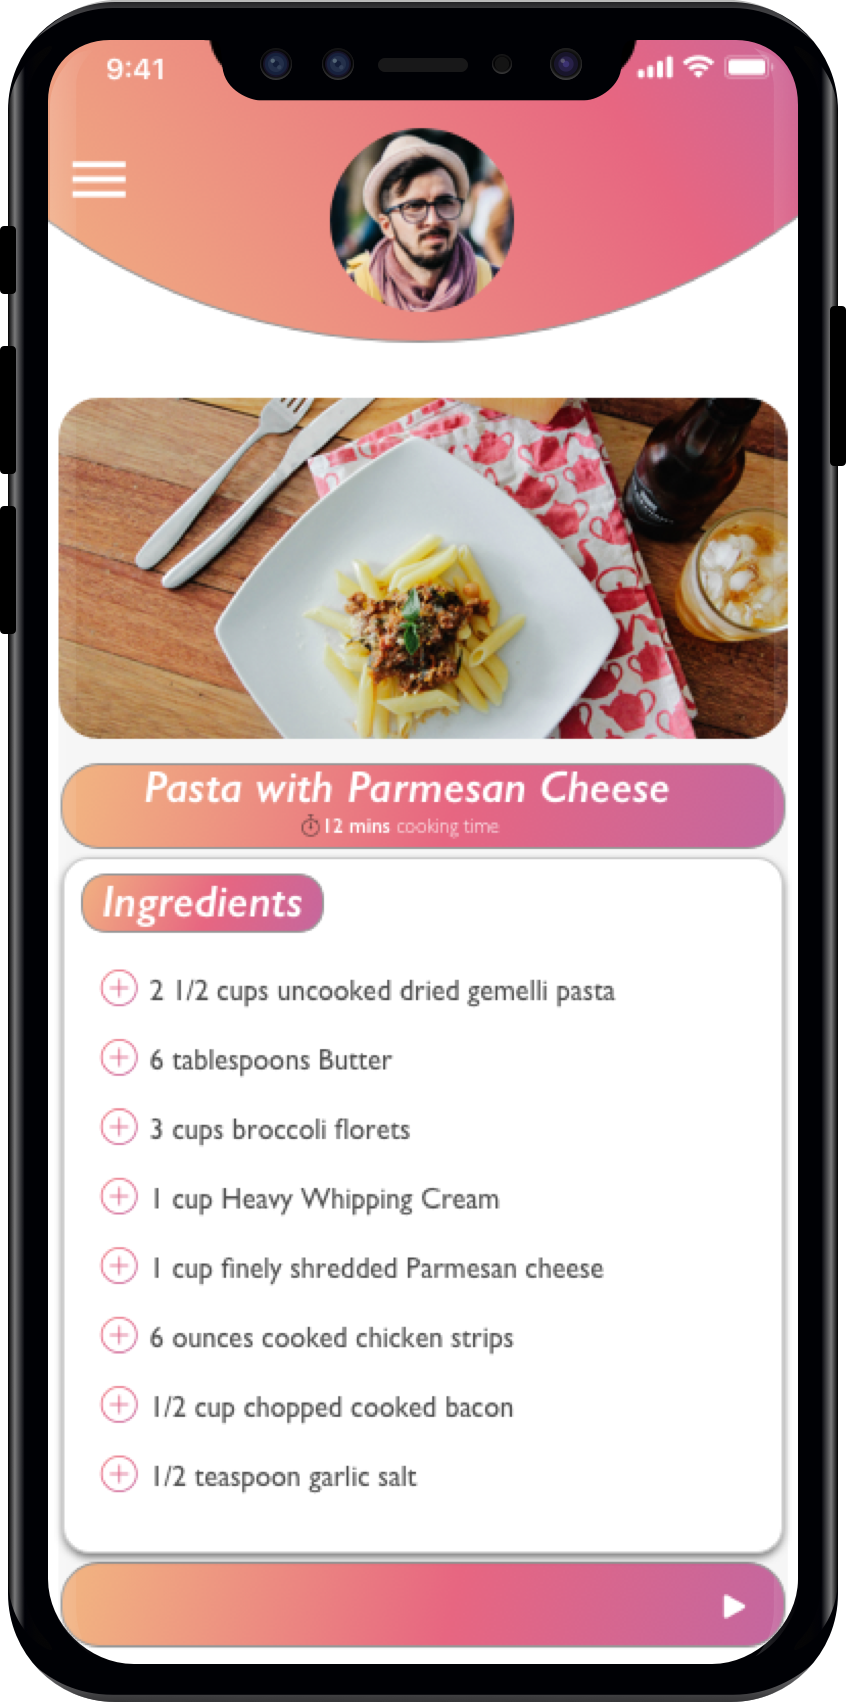 9:41
Pasta with Parmesan Cheese
12 mins cooking time
Ingredients
2 1/2 cups uncooked dried gemelli pasta
6 tablespoons Butter
3 cups broccoli florets
1 cup Heavy Whipping Cream
1 cup finely shredded Parmesan cheese
6 ounces cooked chicken strips
1/2 cup chopped cooked bacon
1/2 teaspoon garlic salt